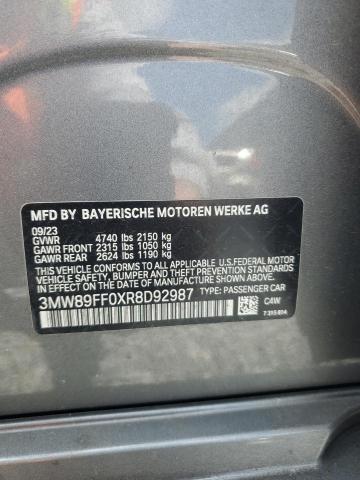 MFD BY BAYERISCHE MOTOREN WERKE AG
09/23
GVWR 4740 lbs 2150 kg
GAWR FRONT 2315 lbs 1050 kg
GAWR REAR 2624 lbs 1190 kg
THIS VEHICLE CONFORMS TO ALL APPLICABLE U.S.FEDERAL MOTOR
VEHICLE SAFETY, BUMPER AND THEFT PREVENTION
STANDARDS IN EFFECT ON THE DATE OF MANUFACTURE SHOWN ABOVE.
3MW89FF0XR8D92987 TYPE: PASSENGER CAR
C4W
7315814